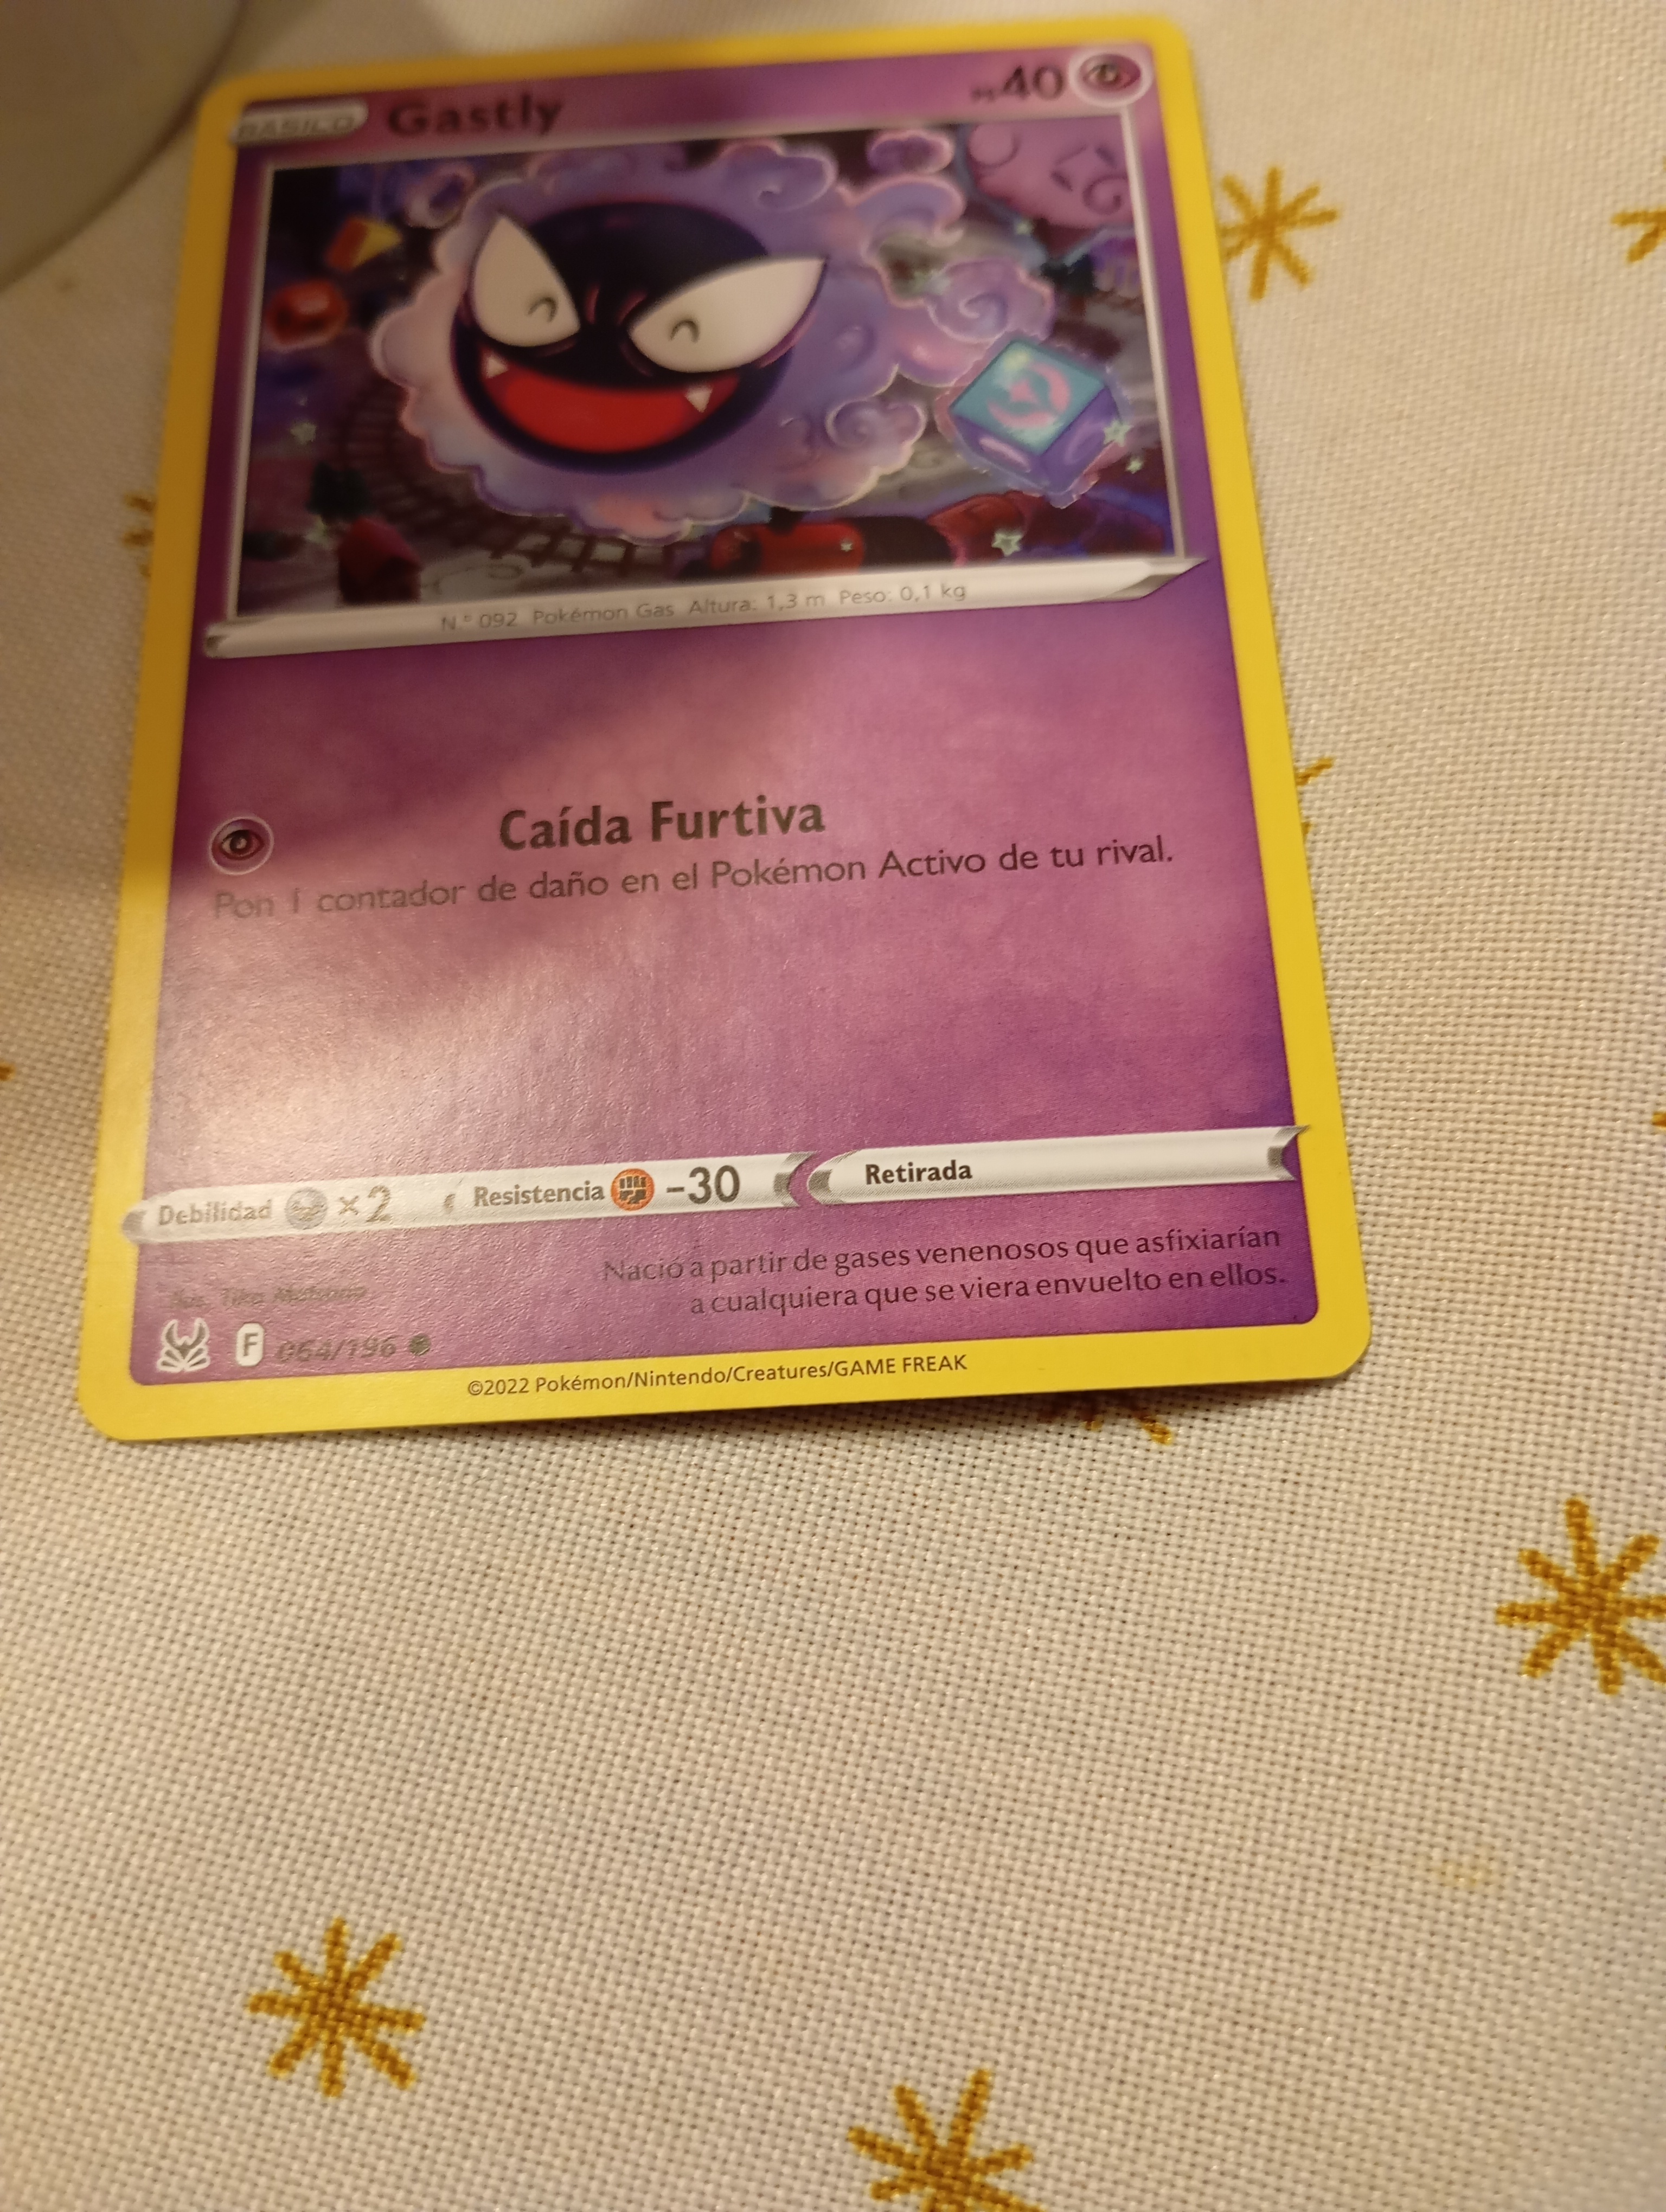 BÁSICO Gastly PS 40
N.º 092 Pokémon Gas Altura: 1,3 m Peso: 0,1 kg
Caída Furtiva
Pon 1 contador de daño en el Pokémon Activo de tu rival.
Debilidad ×2 Resistencia -30 Retirada
Nació a partir de gases venenosos que asfixiarían
a cualquiera que se viera envuelto en ellos.
F 064/196
©2022 Pokémon/Nintendo/Creatures/GAME FREAK